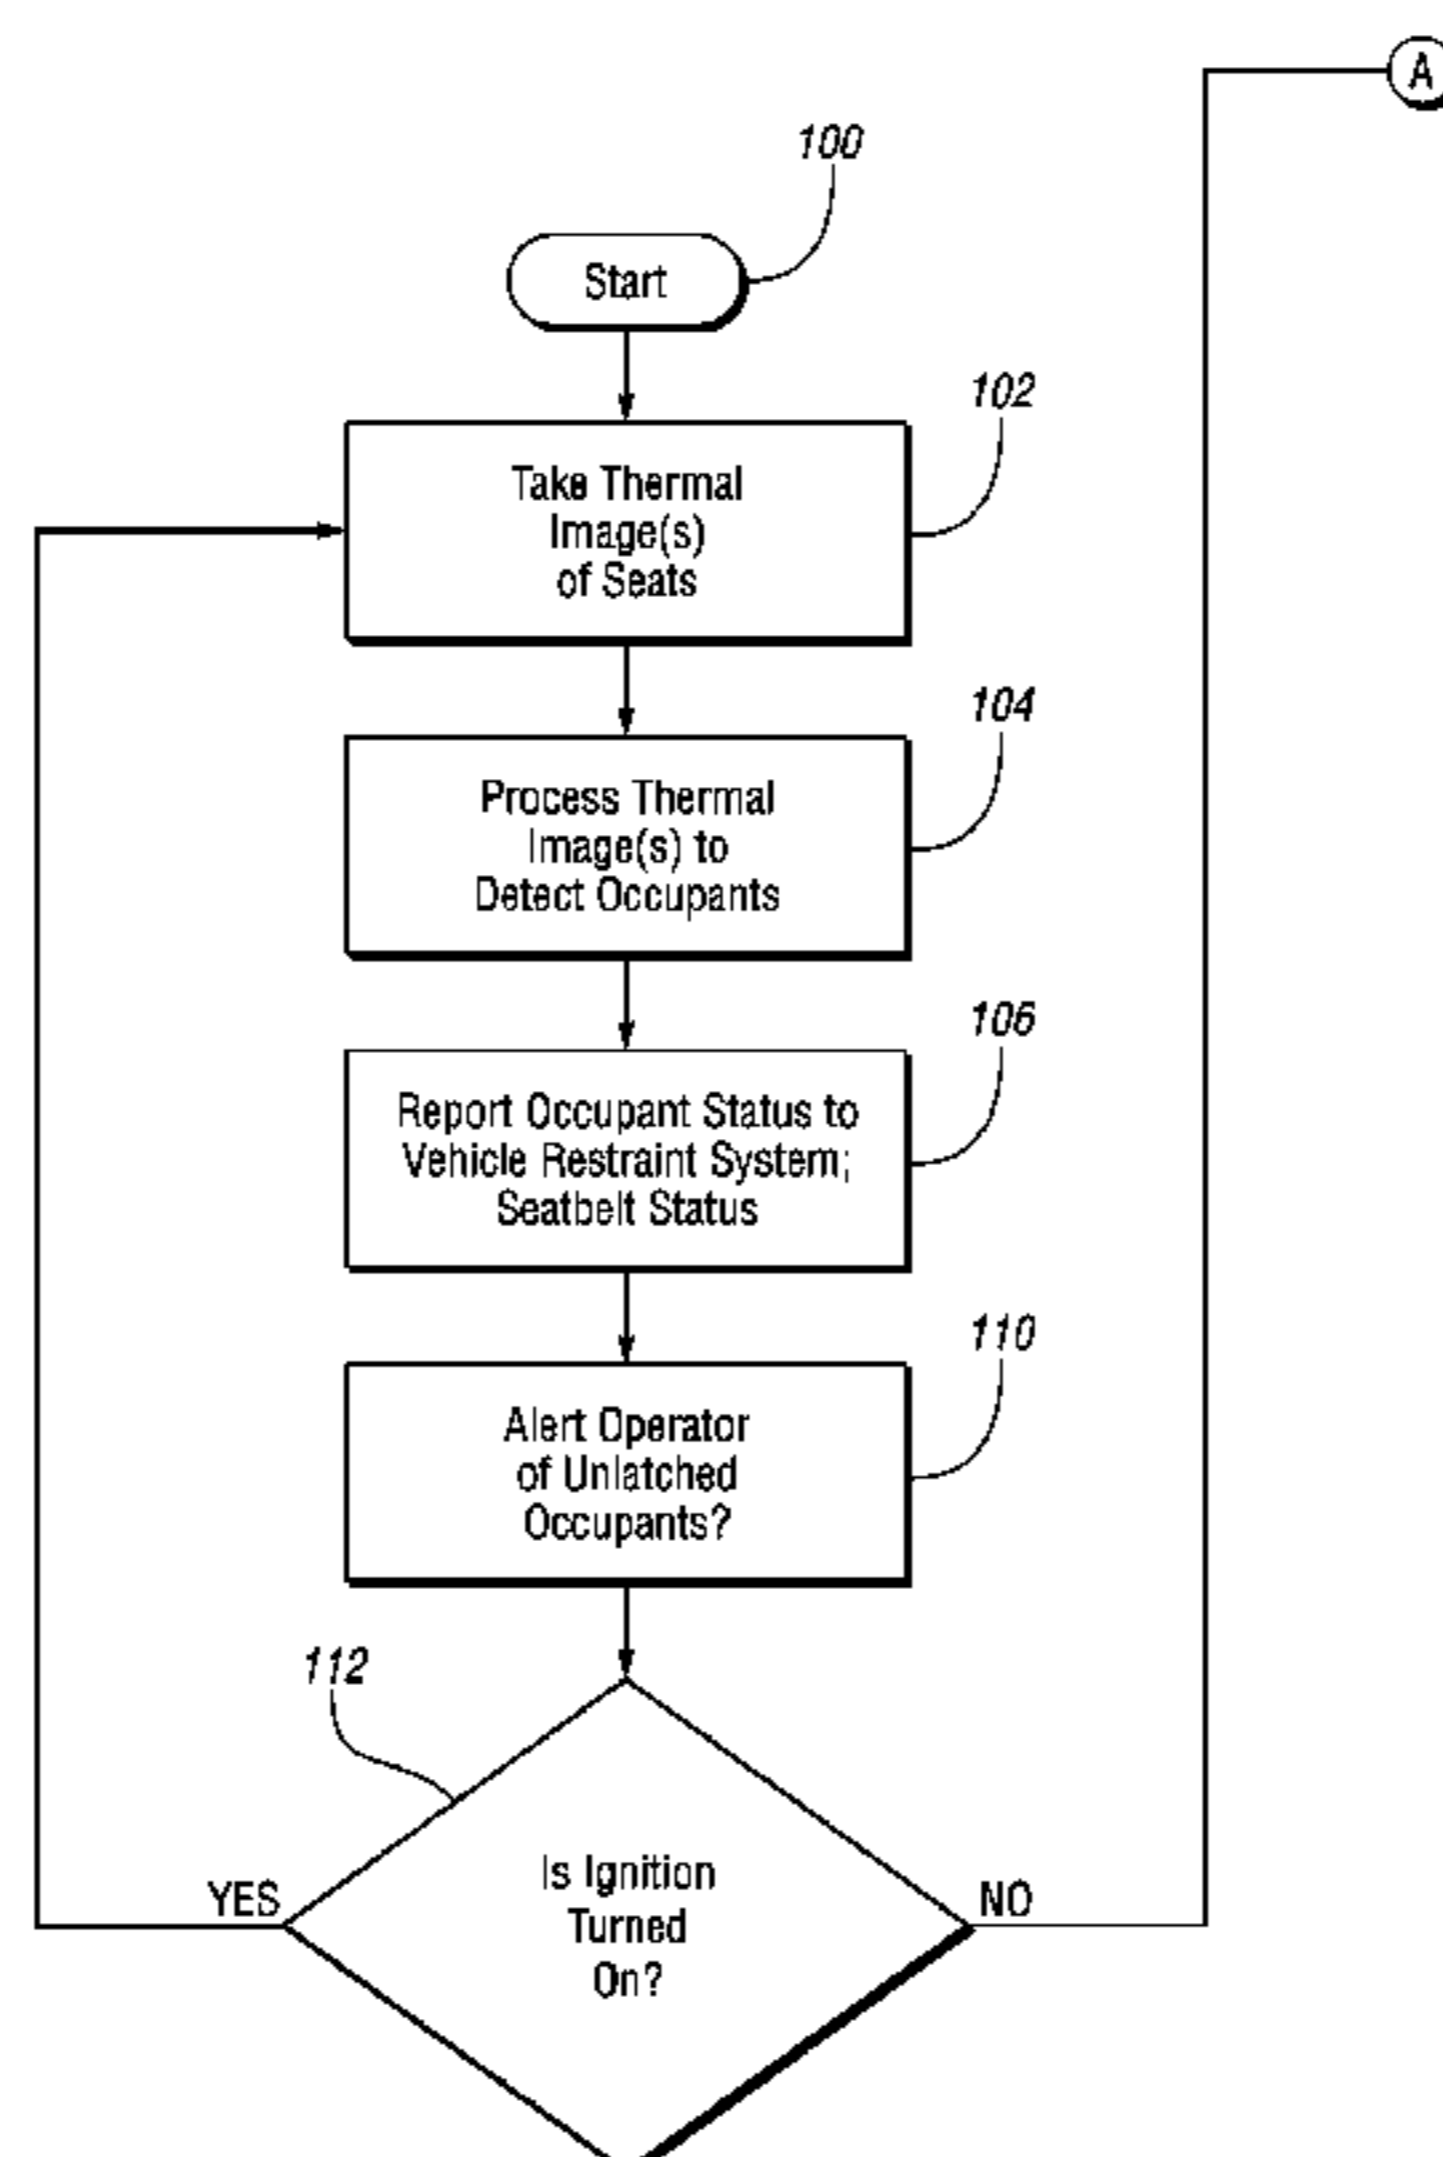 A
100
Start
102
Take Thermal
Image(s)
of Seats
104
Process Thermal
Image(s) to
Detect Occupants
106
Report Occupant Status to
Vehicle Restraint System;
Seatbelt Status
110
Alert Operator
of Unlatched
Occupants?
112
YES
Is Ignition
Turned
On?
NO